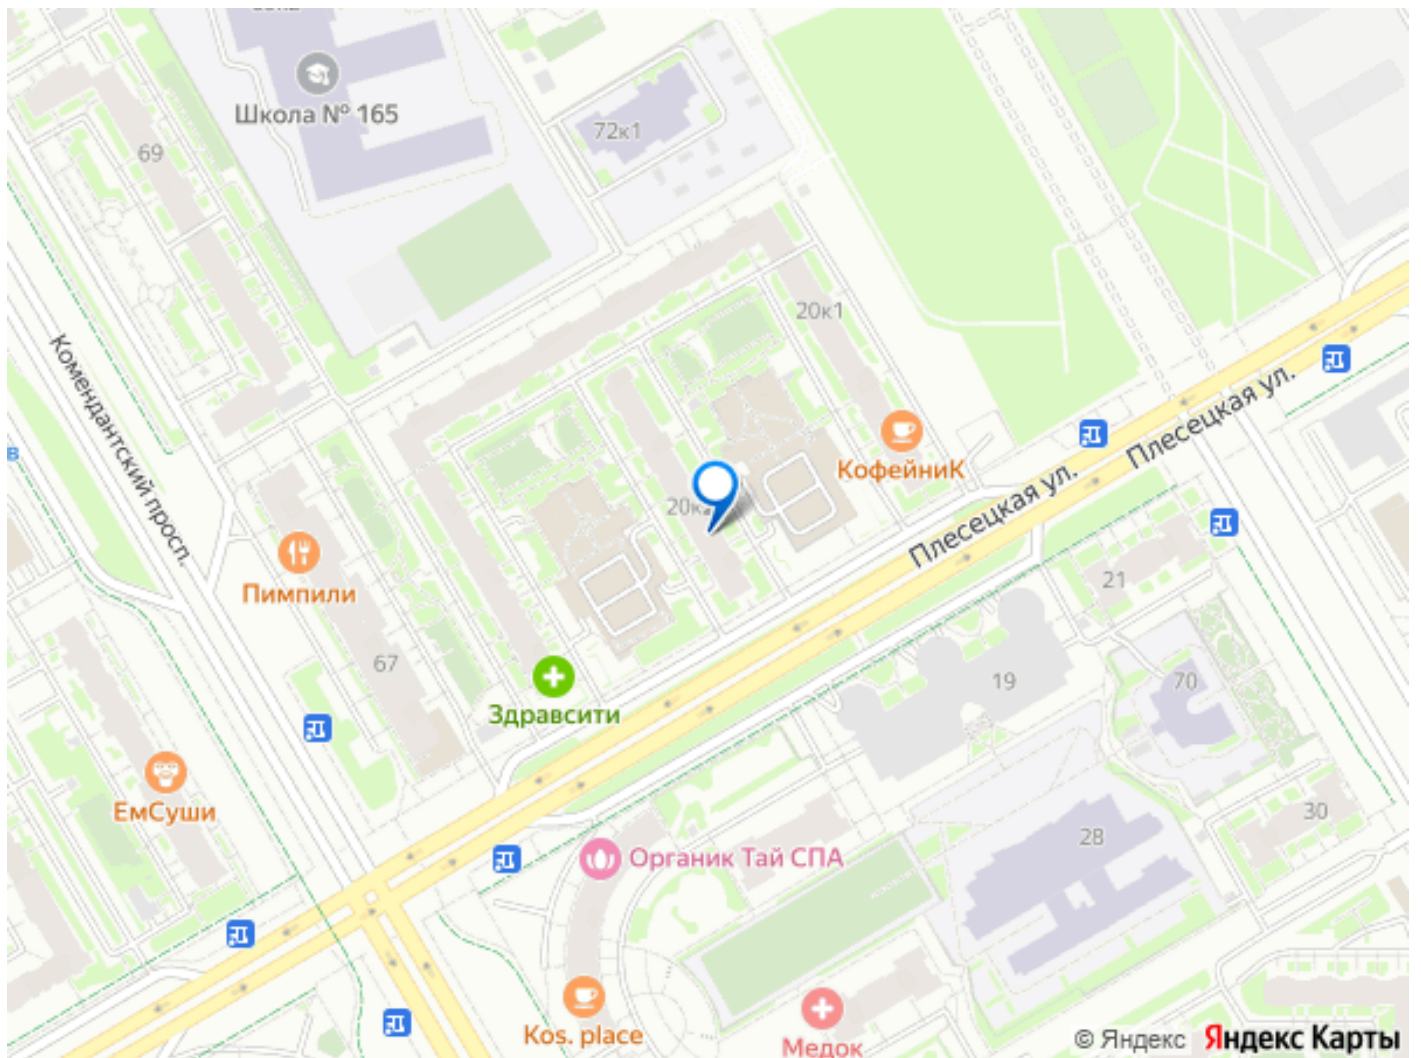 Школа № 165
72к1
69
20к1
Комендантский просп.
Плесецкая ул.
КофейниК
Плесецкая ул.
в
20к
Пимпили
21
67
19
70
Здравсити
ЕмСуши
30
28
Органик Тай СПА
Kos. place
Медок
© Яндекс Яндекс Карты